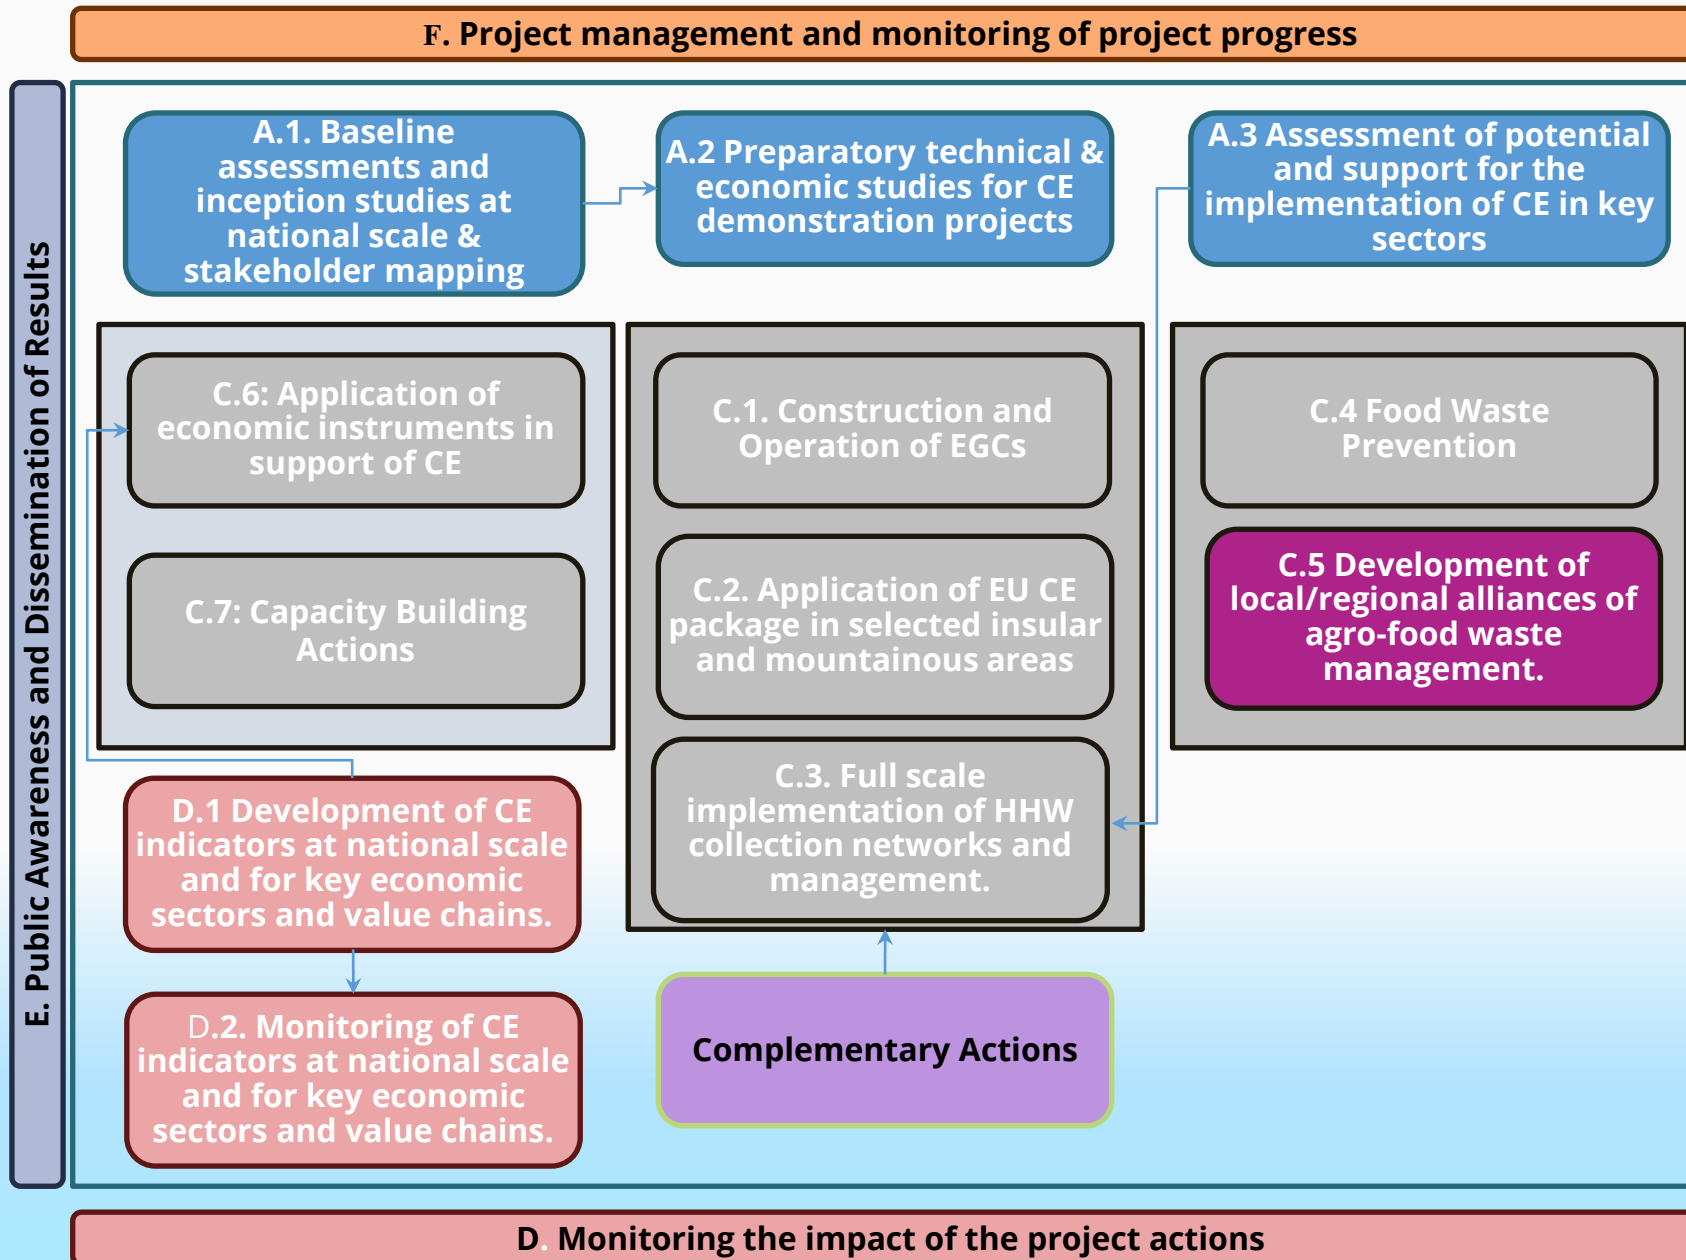 F. Project management and monitoring of project progress
E. Public Awareness and Dissemination of Results
A.1. Baseline
assessments and
inception studies at
national scale &
stakeholder mapping
A.2 Preparatory technical &
economic studies for CE
demonstration projects
A.3 Assessment of potential
and support for the
implementation of CE in key
sectors
C.6: Application of
economic instruments in
support of CE
C.7: Capacity Building
Actions
C.1. Construction and
Operation of EGCs
C.2. Application of EU CE
package in selected insular
and mountainous areas
C.3. Full scale
implementation of HHW
collection networks and
management.
C.4 Food Waste
Prevention
C.5 Development of
local/regional alliances of
agro-food waste
management.
D.1 Development of CE
indicators at national scale
and for key economic
sectors and value chains.
D.2. Monitoring of CE
indicators at national scale
and for key economic
sectors and value chains.
Complementary Actions
D. Monitoring the impact of the project actions